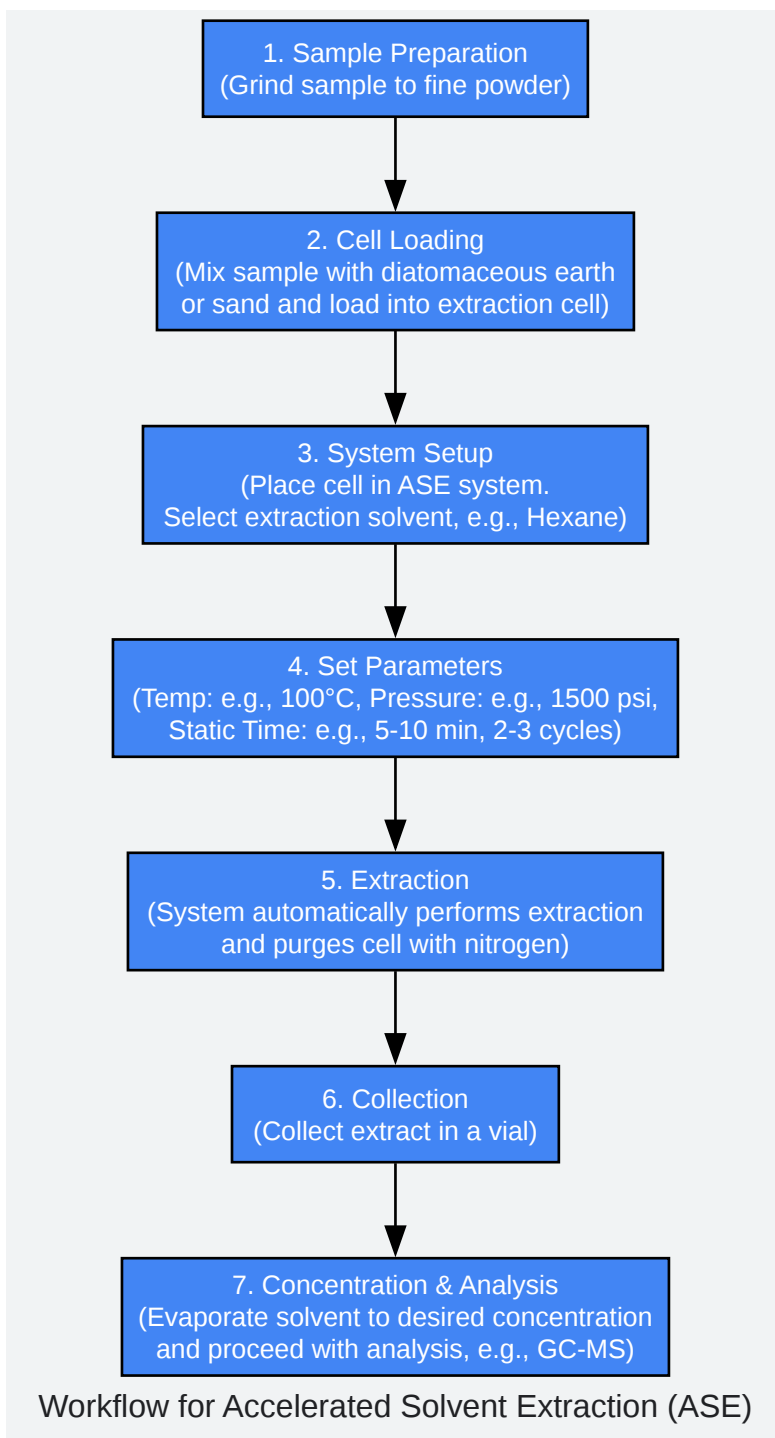 1. Sample Preparation
(Grind sample to fine powder)
2. Cell Loading
(Mix sample with diatomaceous earth
or sand and load into extraction cell)
3. System Setup
(Place cell in ASE system.
Select extraction solvent, e.g., Hexane)
4. Set Parameters
(Temp: e.g., 100°C, Pressure: e.g., 1500 psi,
Static Time: e.g., 5-10 min, 2-3 cycles)
5. Extraction
(System automatically performs extraction
and purges cell with nitrogen)
6. Collection
(Collect extract in a vial)
7. Concentration & Analysis
(Evaporate solvent to desired concentration
and proceed with analysis, e.g., GC-MS)
Workflow for Accelerated Solvent Extraction (ASE)